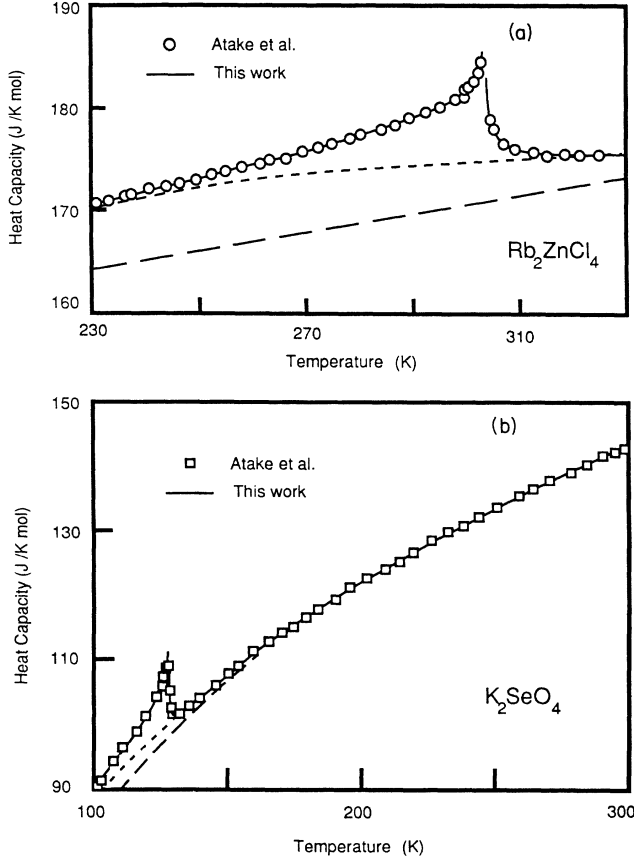 190
(a)
Atake et al.
This work
180
Heat Capacity (J /K mol)
170
Rb2ZnCl4
160
230
270
310
Temperature (K)
150
(b)
Atake et al.
This work
130
Heat Capacity (J /K mol)
110
K2SeO4
90
100
200
300
Temperature (K)